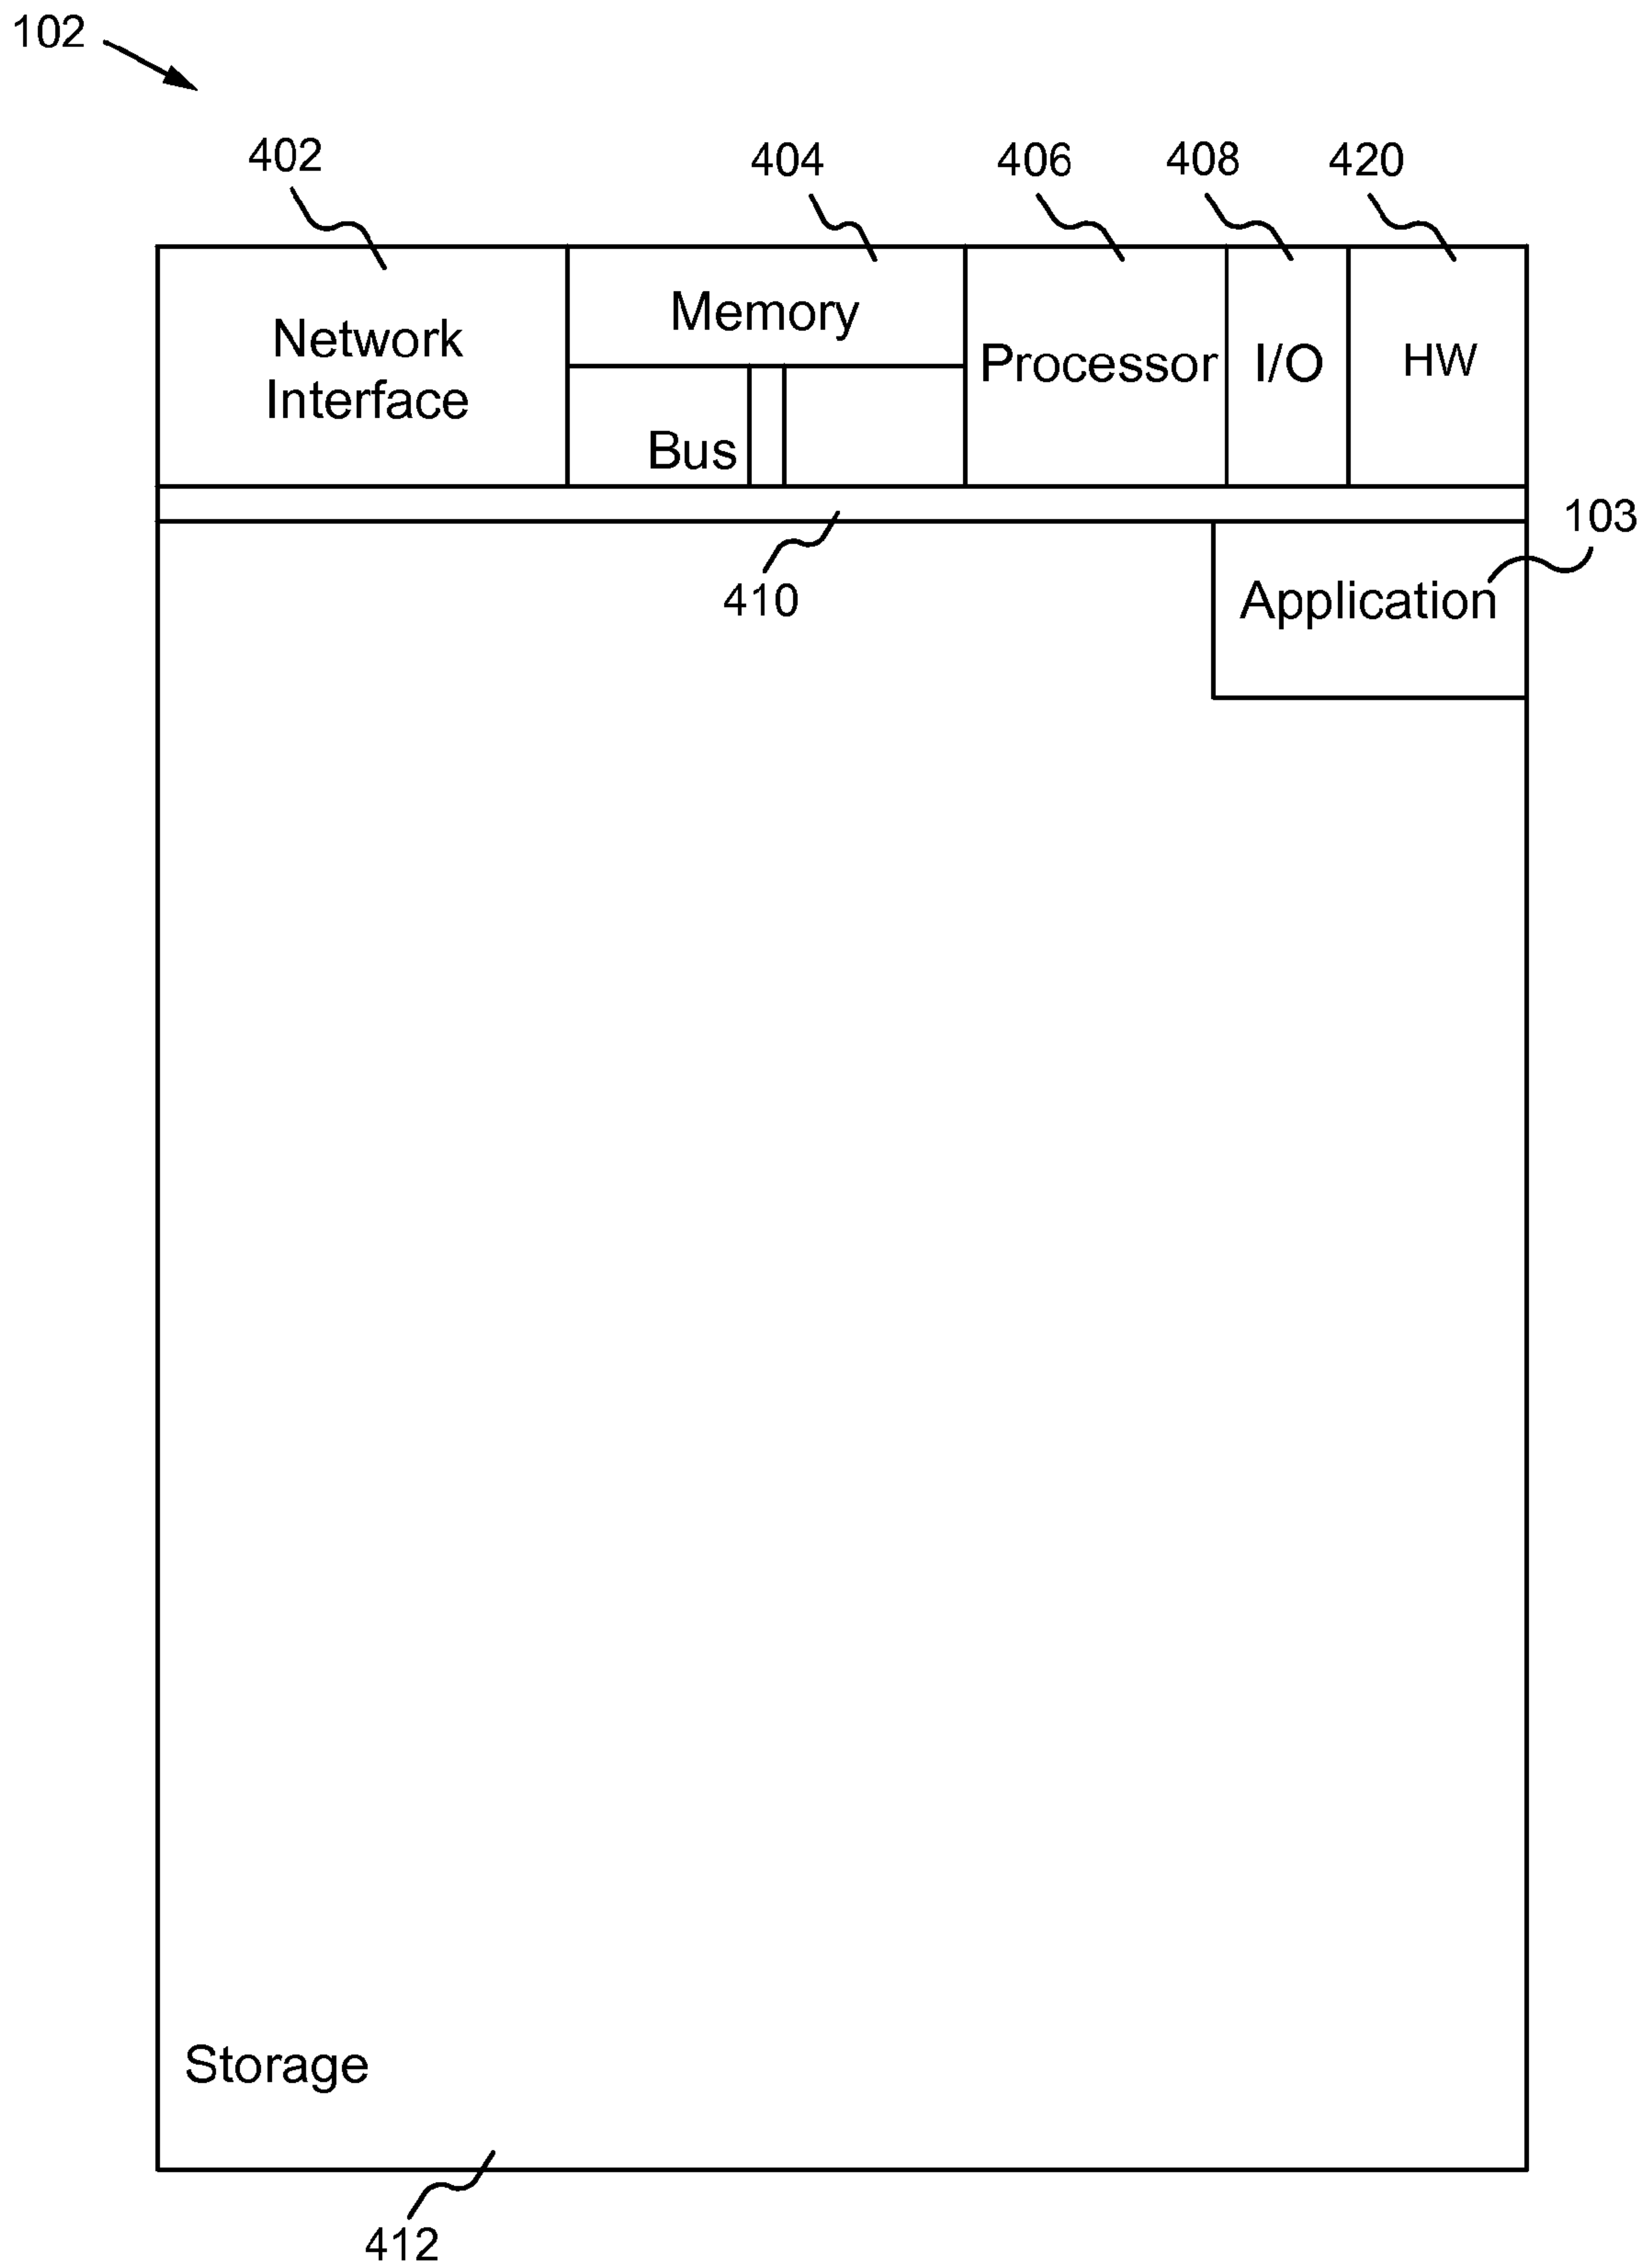 102
402
404
406
408
420
Network
Interface
Memory
Bus
Processor
I/O
HW
103
410
Application
Storage
412